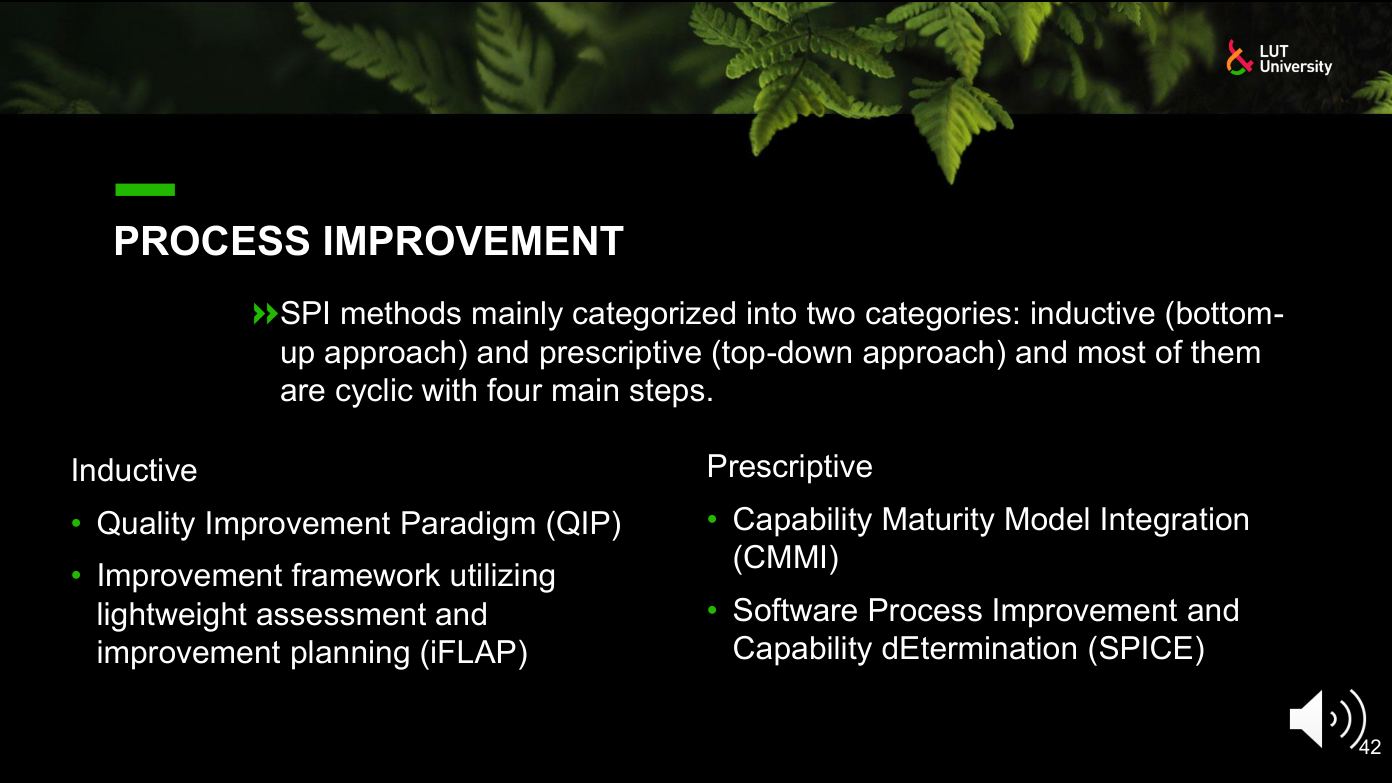 LUT
University
PROCESS IMPROVEMENT
SPI methods mainly categorized into two categories: inductive (bottom-
up approach) and prescriptive (top-down approach) and most of them
are cyclic with four main steps.
Inductive
• Quality Improvement Paradigm (QIP)
• Improvement framework utilizing
lightweight assessment and
improvement planning (iFLAP)
Prescriptive
• Capability Maturity Model Integration
(CMMI)
• Software Process Improvement and
Capability dEtermination (SPICE)
42